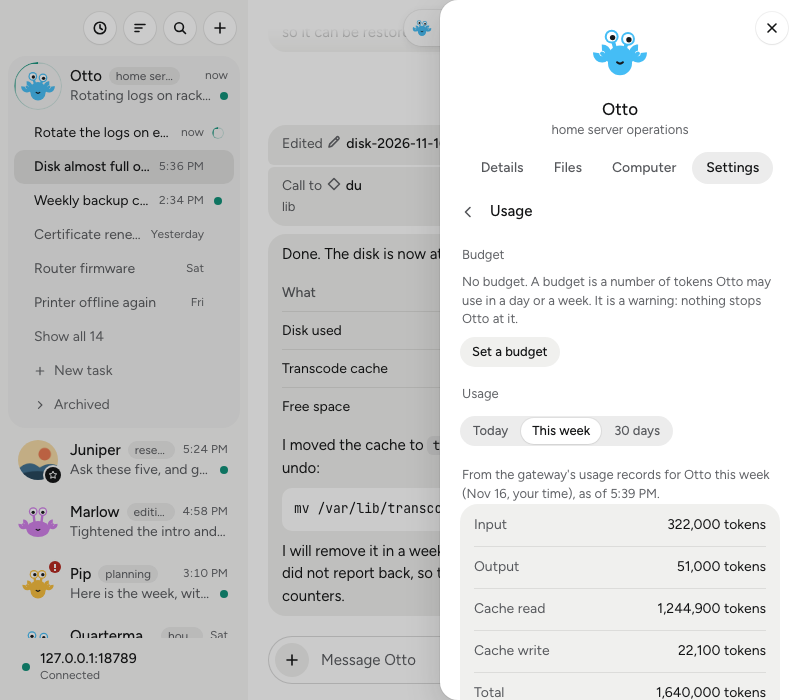 Otto
home ser...
now
Rotating logs on rack...
Rotate the logs on e...
now
Disk almost full o...
5:36 PM
Weekly backup c...
2:34 PM
Certificate rene...
Yesterday
Router firmware
Sat
Printer offline again
Fri
Show all 14
New task
Archived
Juniper
rese...
5:24 PM
Ask these five, and g...
Marlow
editi...
4:58 PM
Tightened the intro and...
Pip
planning
3:10 PM
Here is the week, wit...
Quarterma
hou
Sat
127.0.0.1:18789
Connected
so it can be restor
Edited
disk-2026-11-1
Call to
du
lib
Done. The disk is now at
What
Disk used
Transcode cache
Free space
I moved the cache to t
undo:
mv /var/lib/transco
I will remove it in a week
did not report back, so t
counters.
Message Otto
Otto
home server operations
Details
Files
Computer
Settings
Usage
Budget
No budget. A budget is a number of tokens Otto may
use in a day or a week. It is a warning: nothing stops
Otto at it.
Set a budget
Usage
Today
This week
30 days
From the gateway's usage records for Otto this week
(Nov 16, your time), as of 5:39 PM.
Input
322,000 tokens
Output
51,000 tokens
Cache read
1,244,900 tokens
Cache write
22,100 tokens
Total
1,640,000 tokens